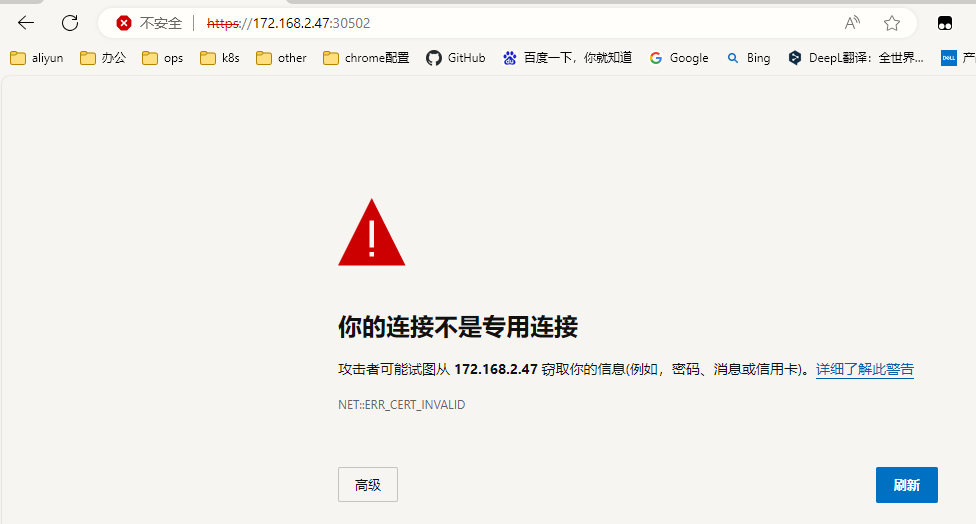 不安全 https://172.168.2.47:30502 A
aliyun 办公 ops k8s other chrome配置 GitHub 百度一下，你就知道 Google Bing DeepL翻译：全世界... DELL
你的连接不是专用连接
攻击者可能试图从 172.168.2.47 窃取你的信息(例如，密码、消息或信用卡)。详细了解此警告
NET::ERR_CERT_INVALID
高级 刷新